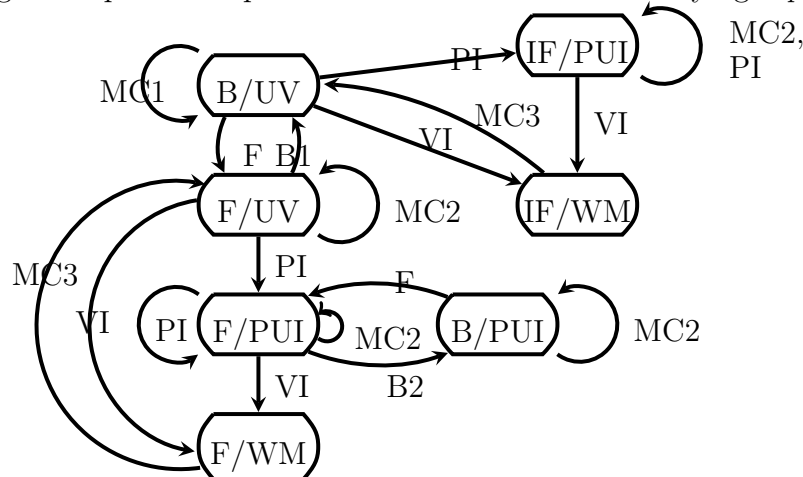 MC2,
PI
IF/PUI
PI
B/UV
MC1
MC3
VI
VI
F
B1
F/UV
MC2
IF/WM
PI
MC3
F
VI
PI
F/PUI
MC2
B/PUI
MC2
VI
B2
F/WM